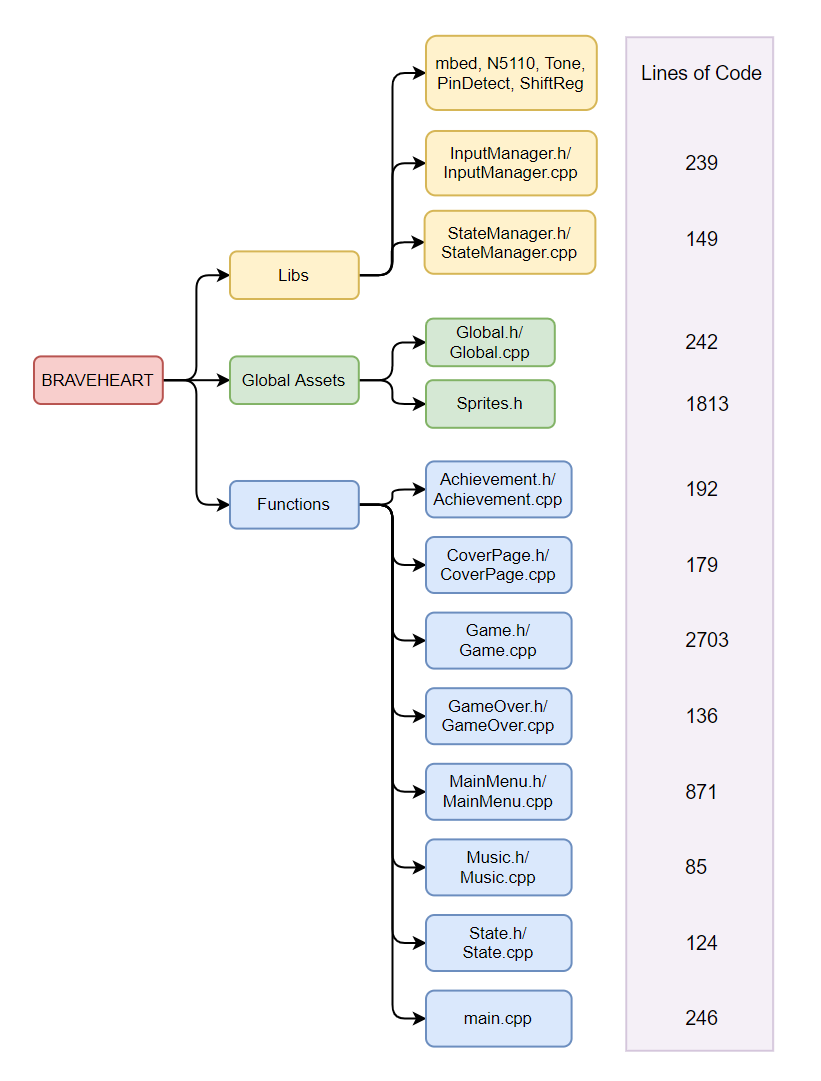 mbed, N5110, Tone,
PinDetect, ShiftReg
Lines of Code
InputManager.h/
InputManager.cpp
239
StateManager.h/
StateManager.cpp
149
Libs
Global.h/
Global.cpp
242
BRAVEHEART
Global Assets
Sprites.h
1813
Achievement.h/
Achievement.cpp
192
Functions
CoverPage.h/
CoverPage.cpp
179
Game.h/
Game.cpp
2703
GameOver.h/
GameOver.cpp
136
MainMenu.h/
MainMenu.cpp
871
Music.h/
Music.cpp
85
State.h/
State.cpp
124
main.cpp
246